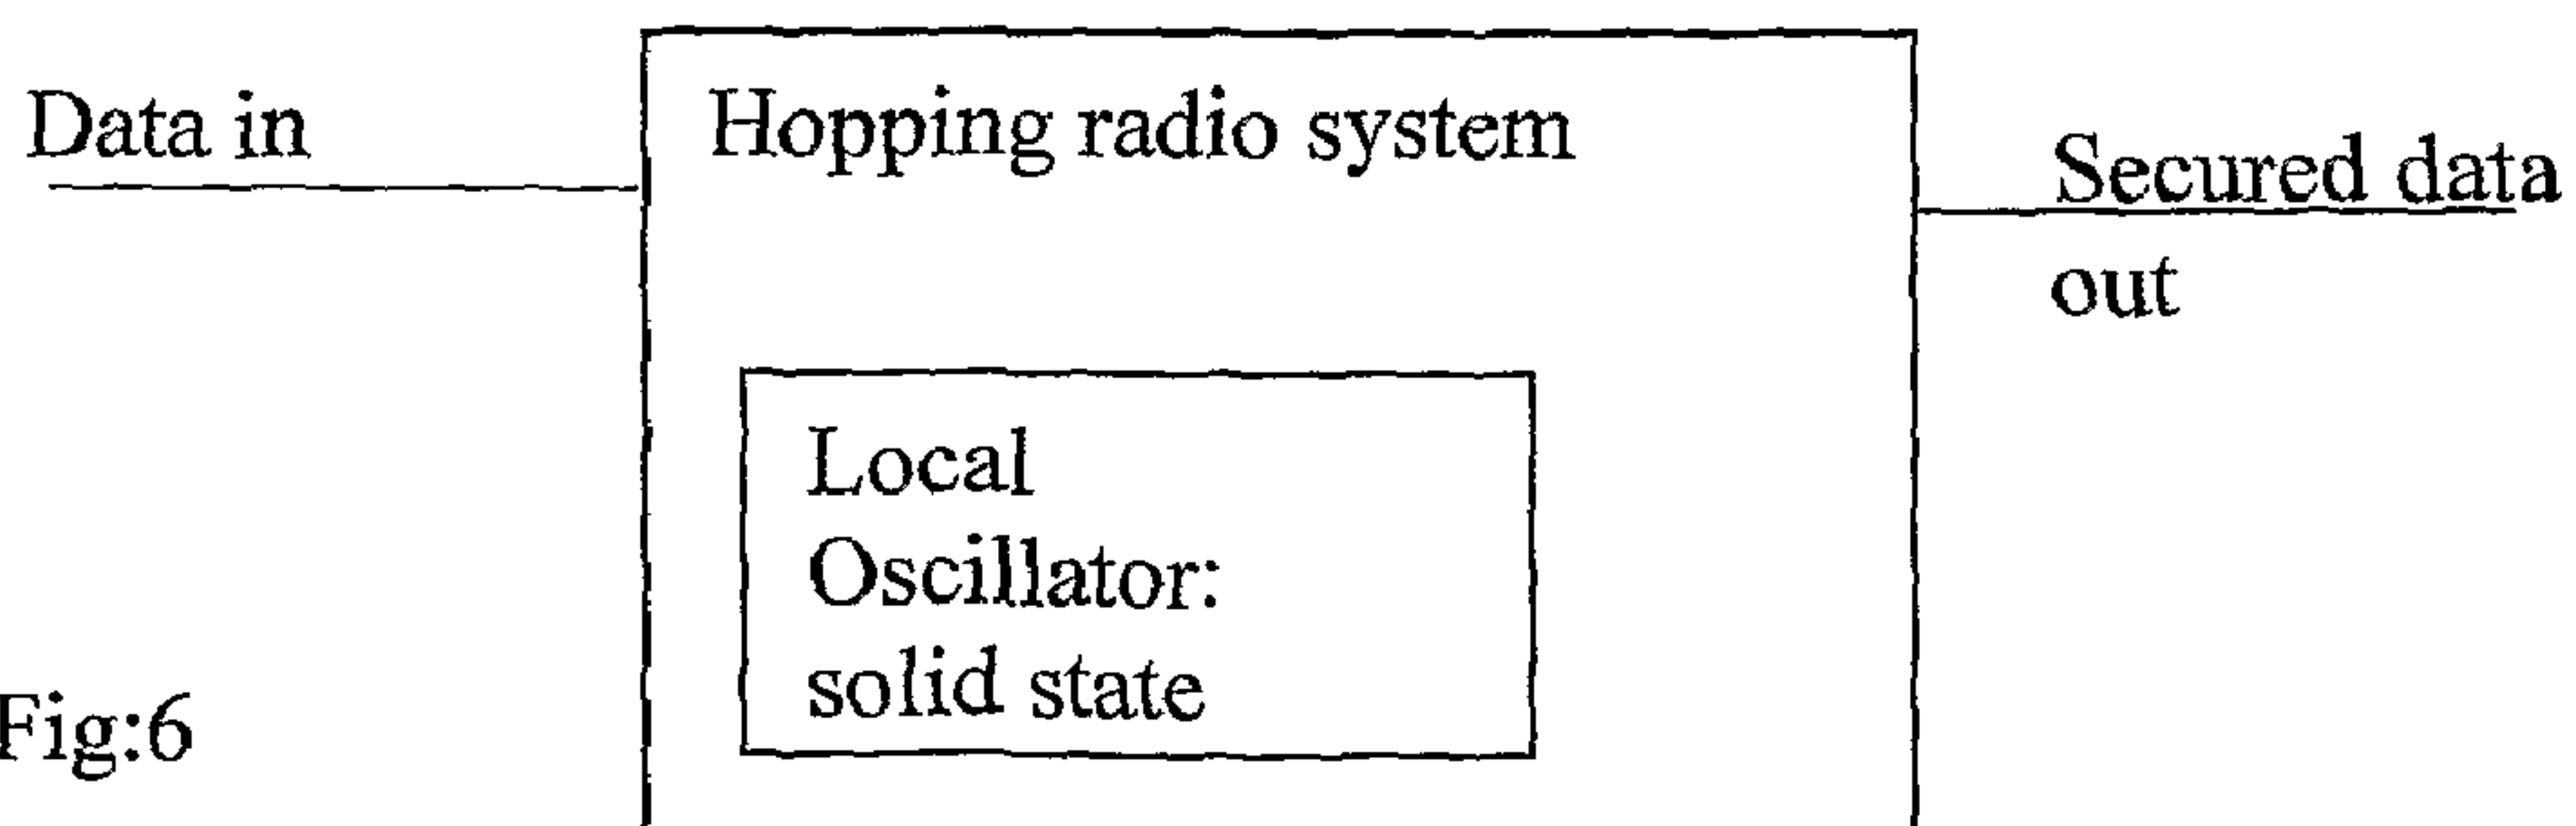 Data in
Hopping radio system
Secured data
out
Local
Oscillator:
solid state
Fig:6